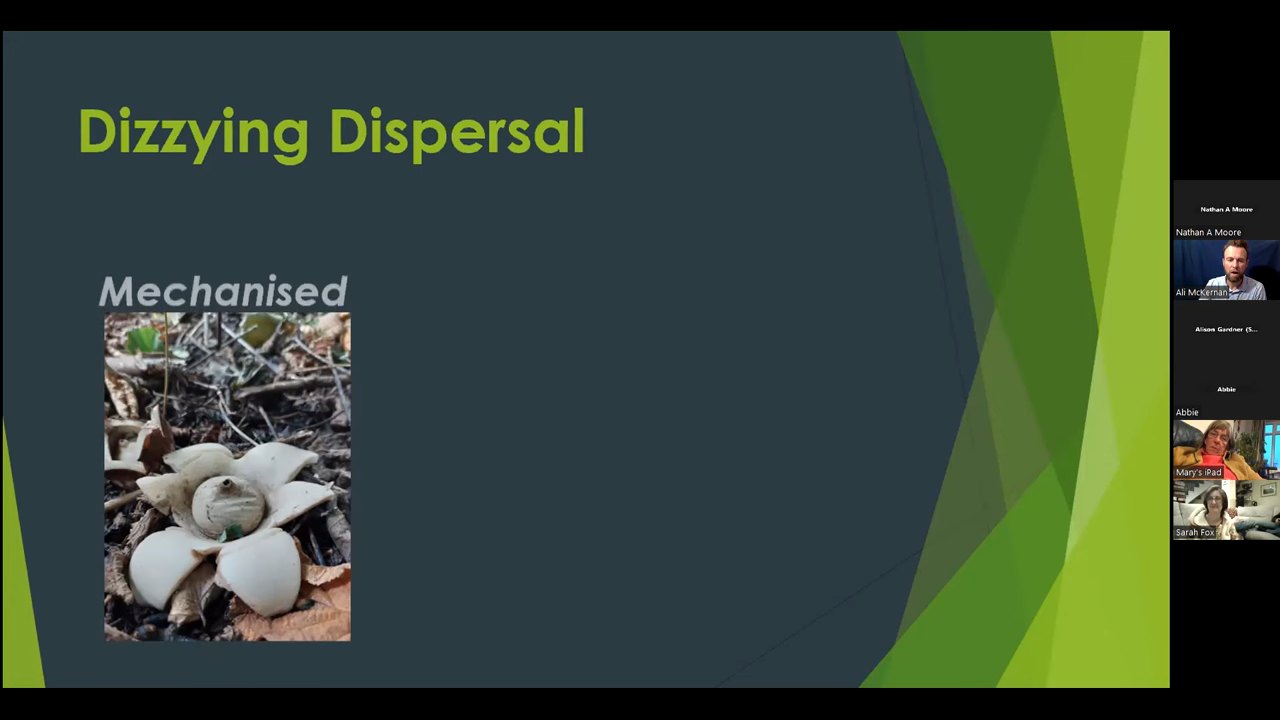 Dizzying Dispersal
Mechanised
Nathan A Moore
Nathan A Moore
Ali McKernan
Alison Gardner (S...
Abbie
Abbie
Mary's iPad
Sarah Fox